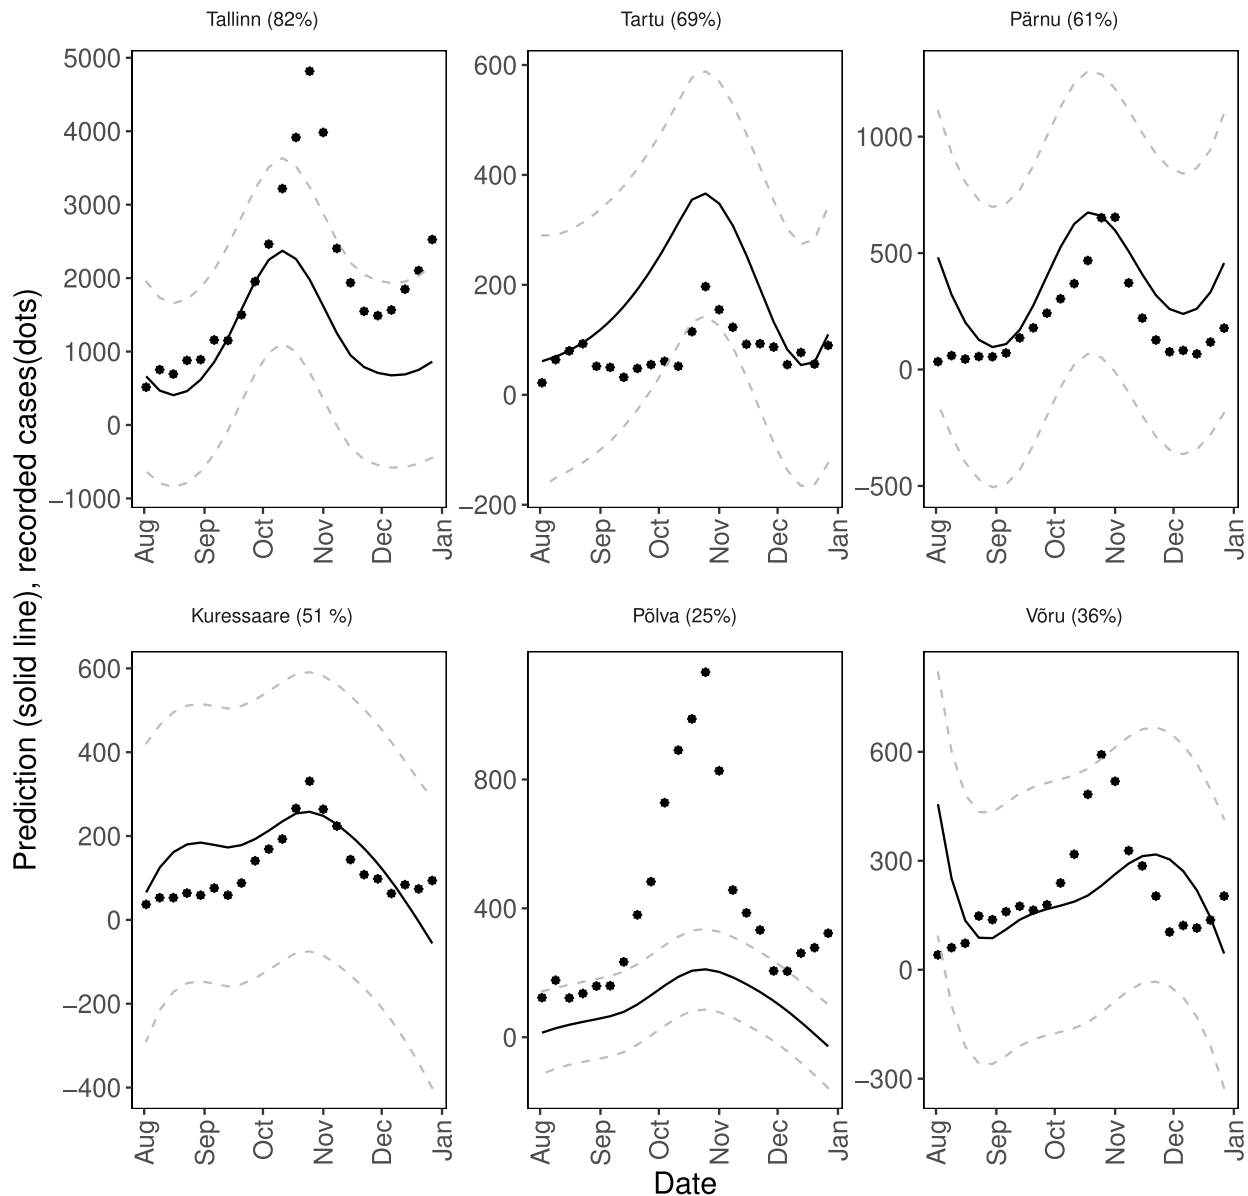 Tallinn (82%)
Tartu (69%)
Pärnu (61%)
5000
4000
3000
2000
1000
0
−1000
600
400
200
0
−200
1000
500
0
−500
Aug Sep Oct Nov Dec Jan
Aug Sep Oct Nov Dec Jan
Aug Sep Oct Nov Dec Jan
Prediction (solid line), recorded cases(dots)
Kuressaare (51 %)
Põlva (25%)
Võru (36%)
600
400
200
0
−200
−400
800
400
0
600
300
0
−300
Aug Sep Oct Nov Dec Jan
Aug Sep Oct Nov Dec Jan
Aug Sep Oct Nov Dec Jan
Date